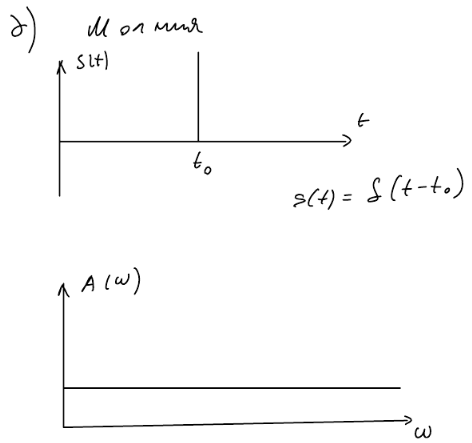 д) Молния
S(t)
t
t₀
s(t) = δ(t-t₀)
A(ω)
ω